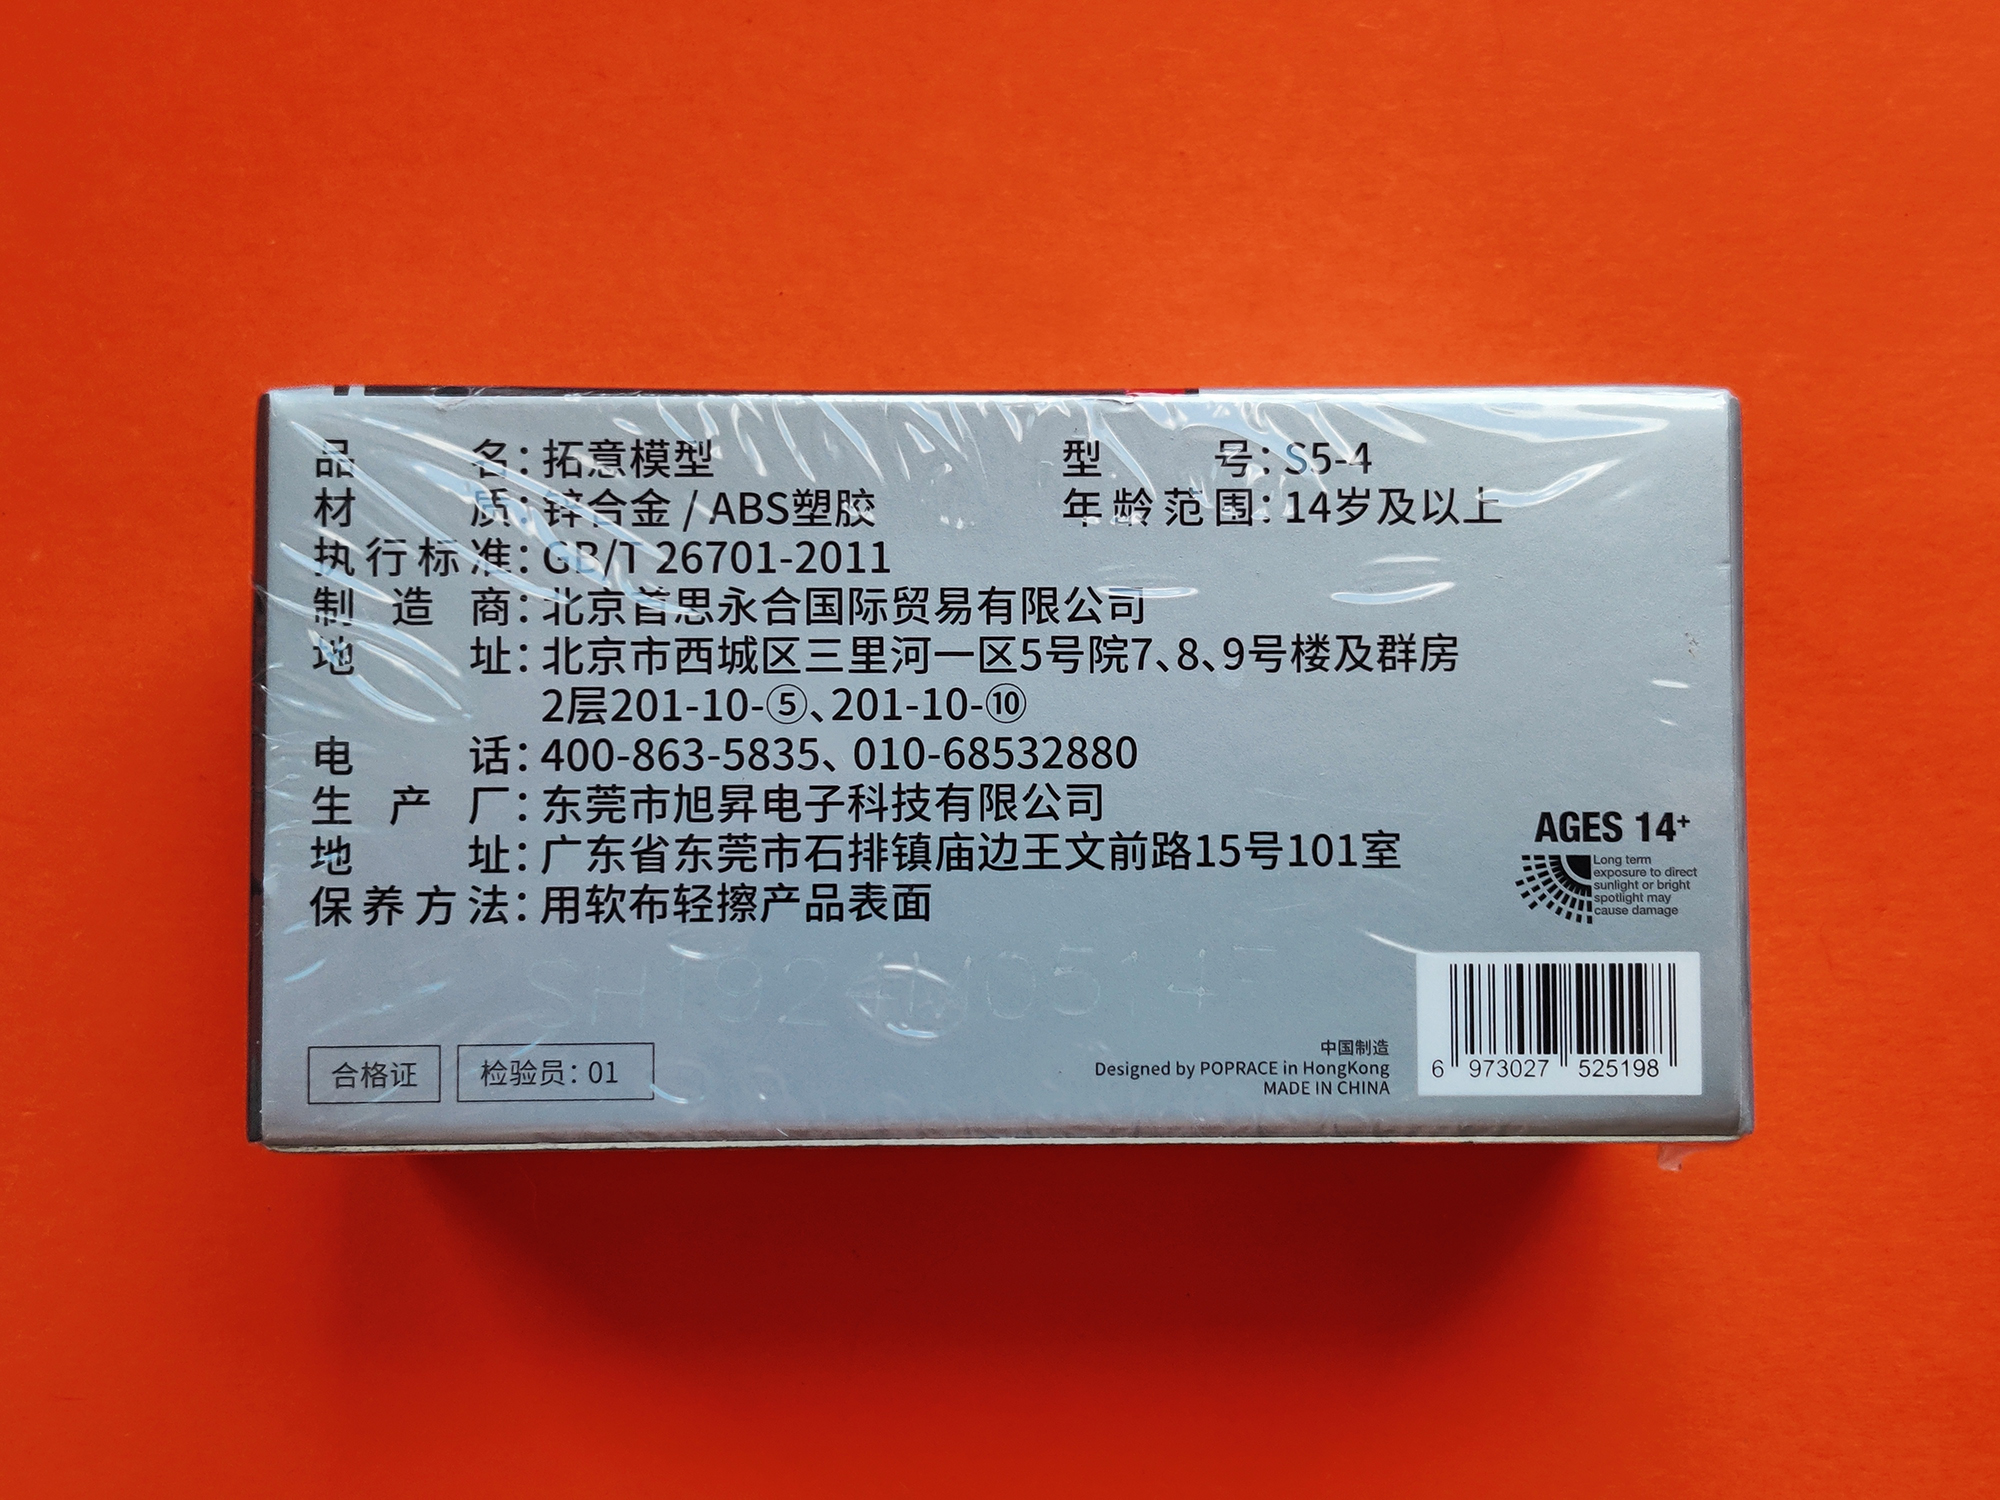 品名：拓意模型 型号：S5-4
材质：锌合金 / ABS塑胶 年龄范围：14岁及以上
执行标准：GB/T 26701-2011
制造商：北京首思永合国际贸易有限公司
地址：北京市西城区三里河一区5号院7、8、9号楼及群房
2层201-10-⑤、201-10-⑩
电话：400-863-5835、010-68532880
生产厂：东莞市旭昇电子科技有限公司
地址：广东省东莞市石排镇庙边王文前路15号101室
保养方法：用软布轻擦产品表面
AGES 14+
Long term
exposure to direct
sunlight or bright
spotlight may
cause damage
合格证 检验员：01
中国制造
Designed by POPRACE in HongKong
MADE IN CHINA
6 973027 525198